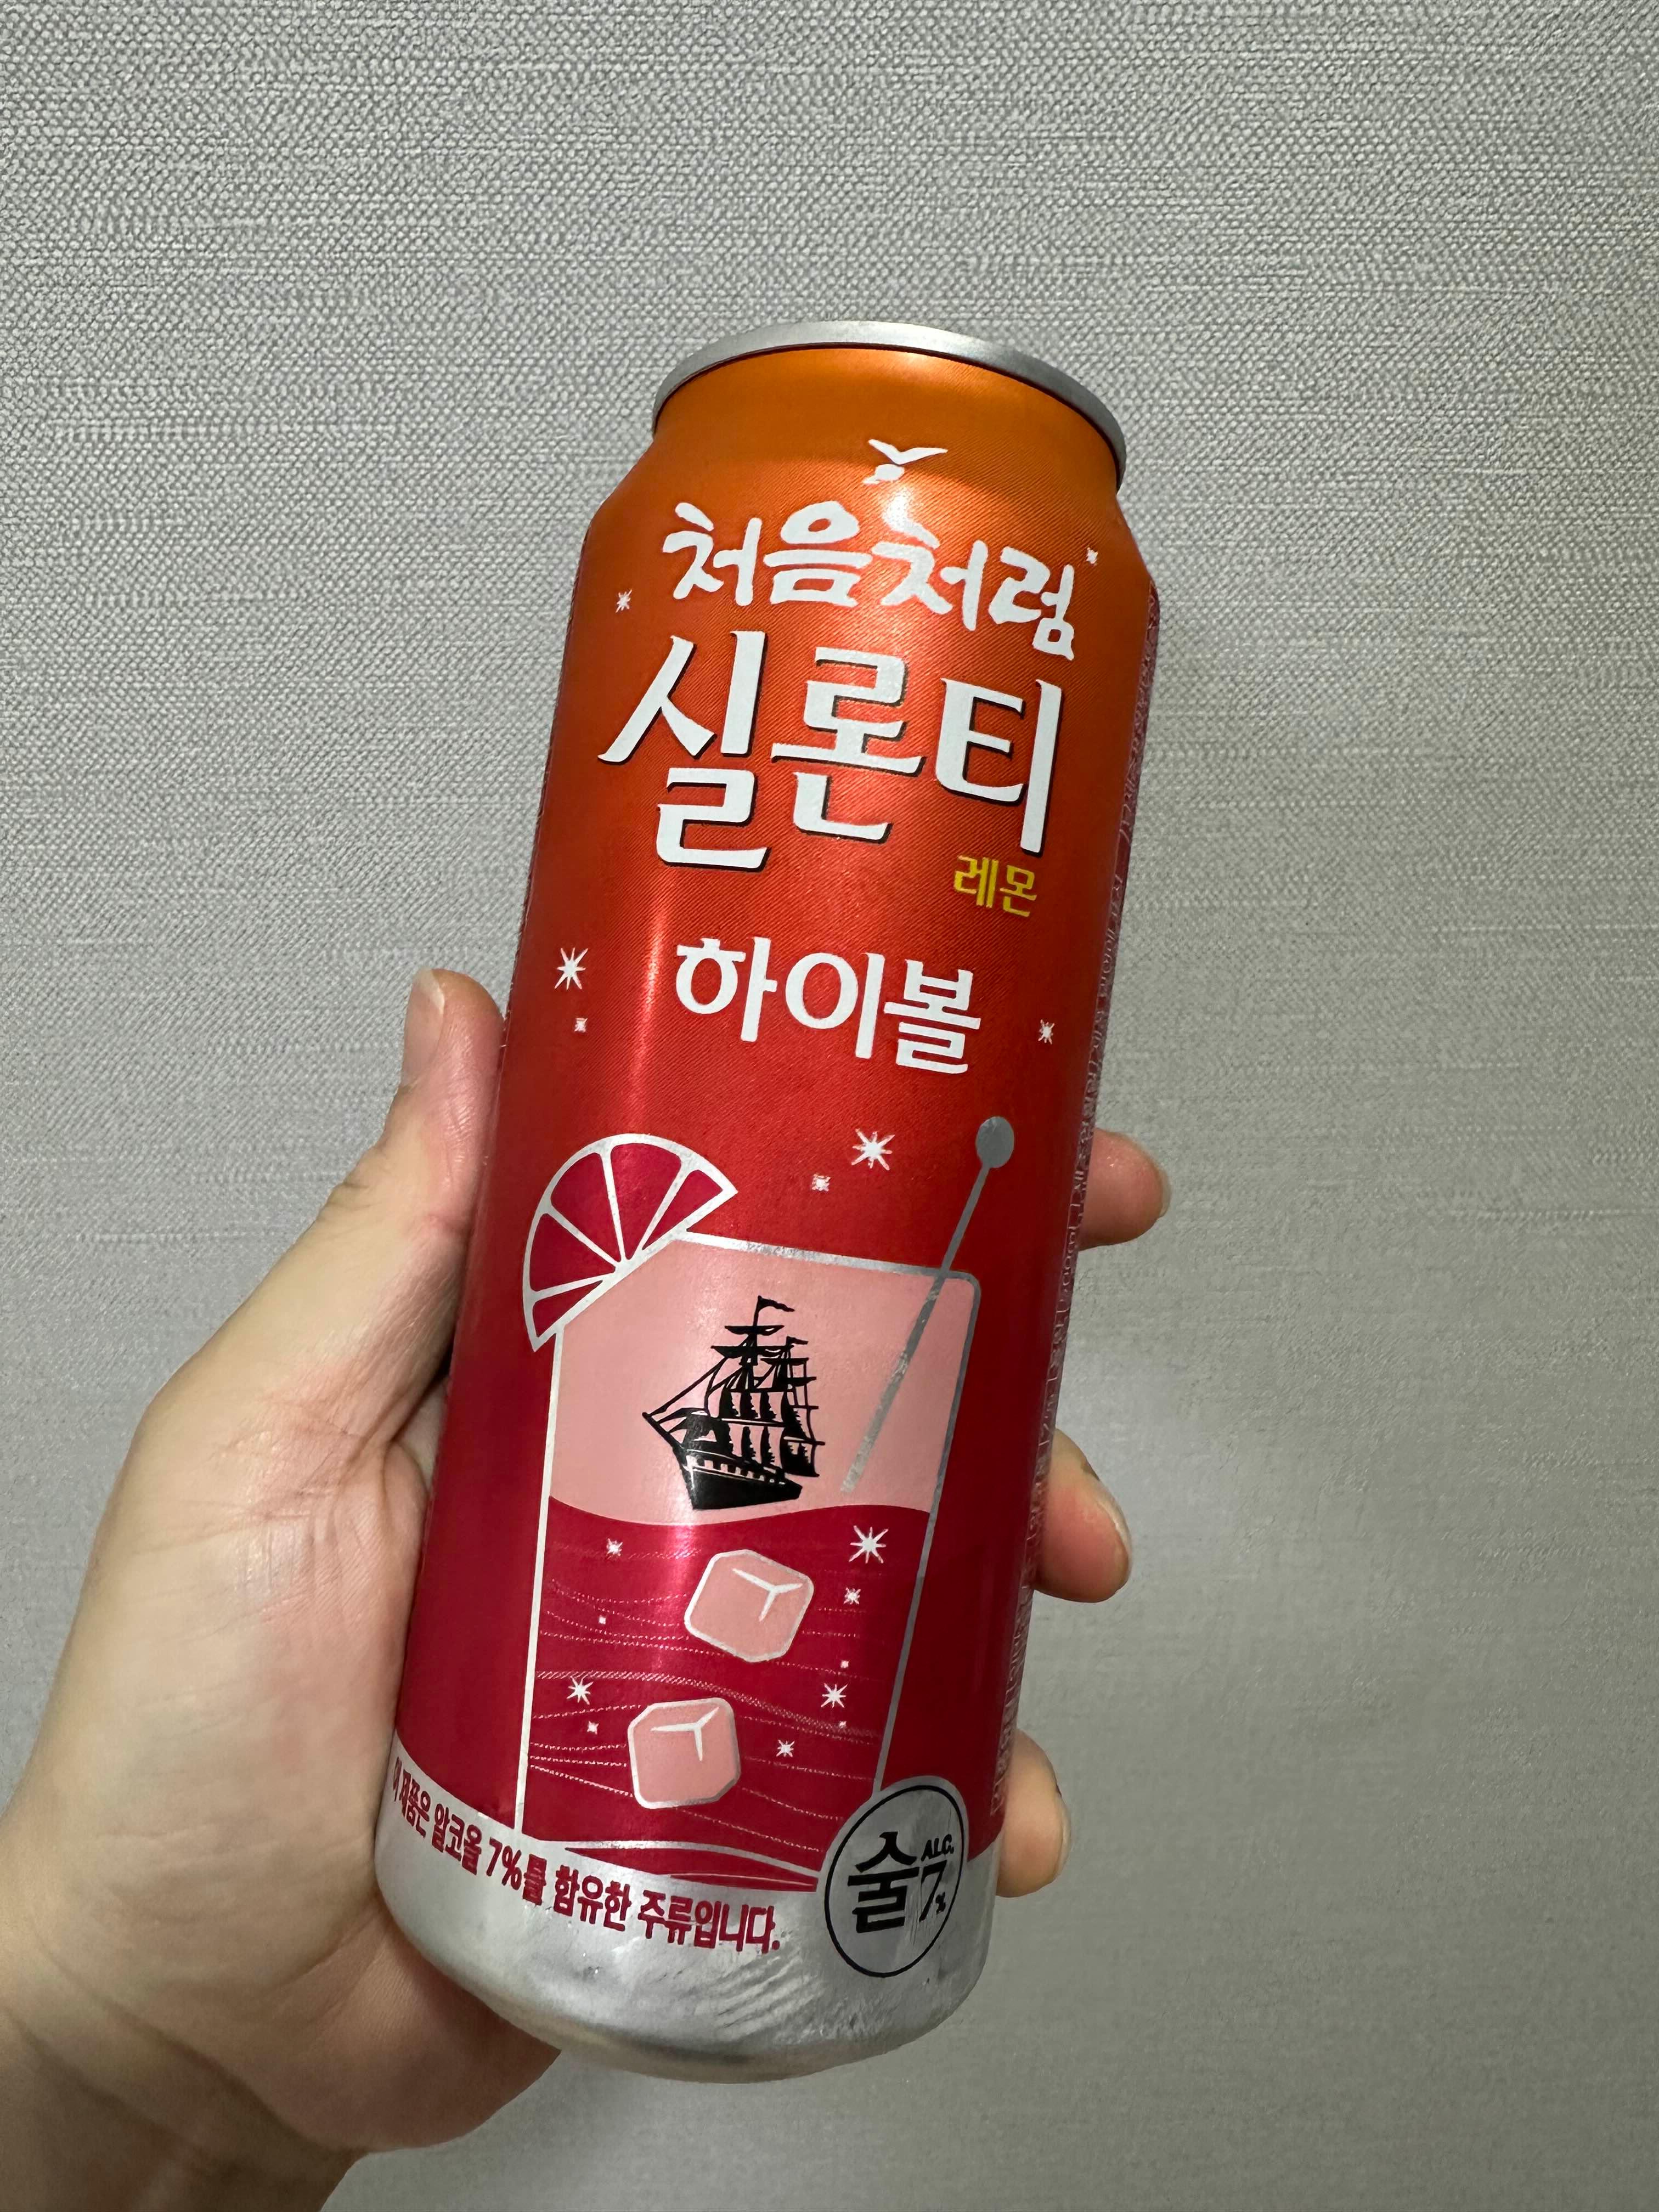 처음처럼
실론티
레몬
하이볼
이 제품은 알코올 7%를 함유한 주류입니다.
술 ALC. 7%